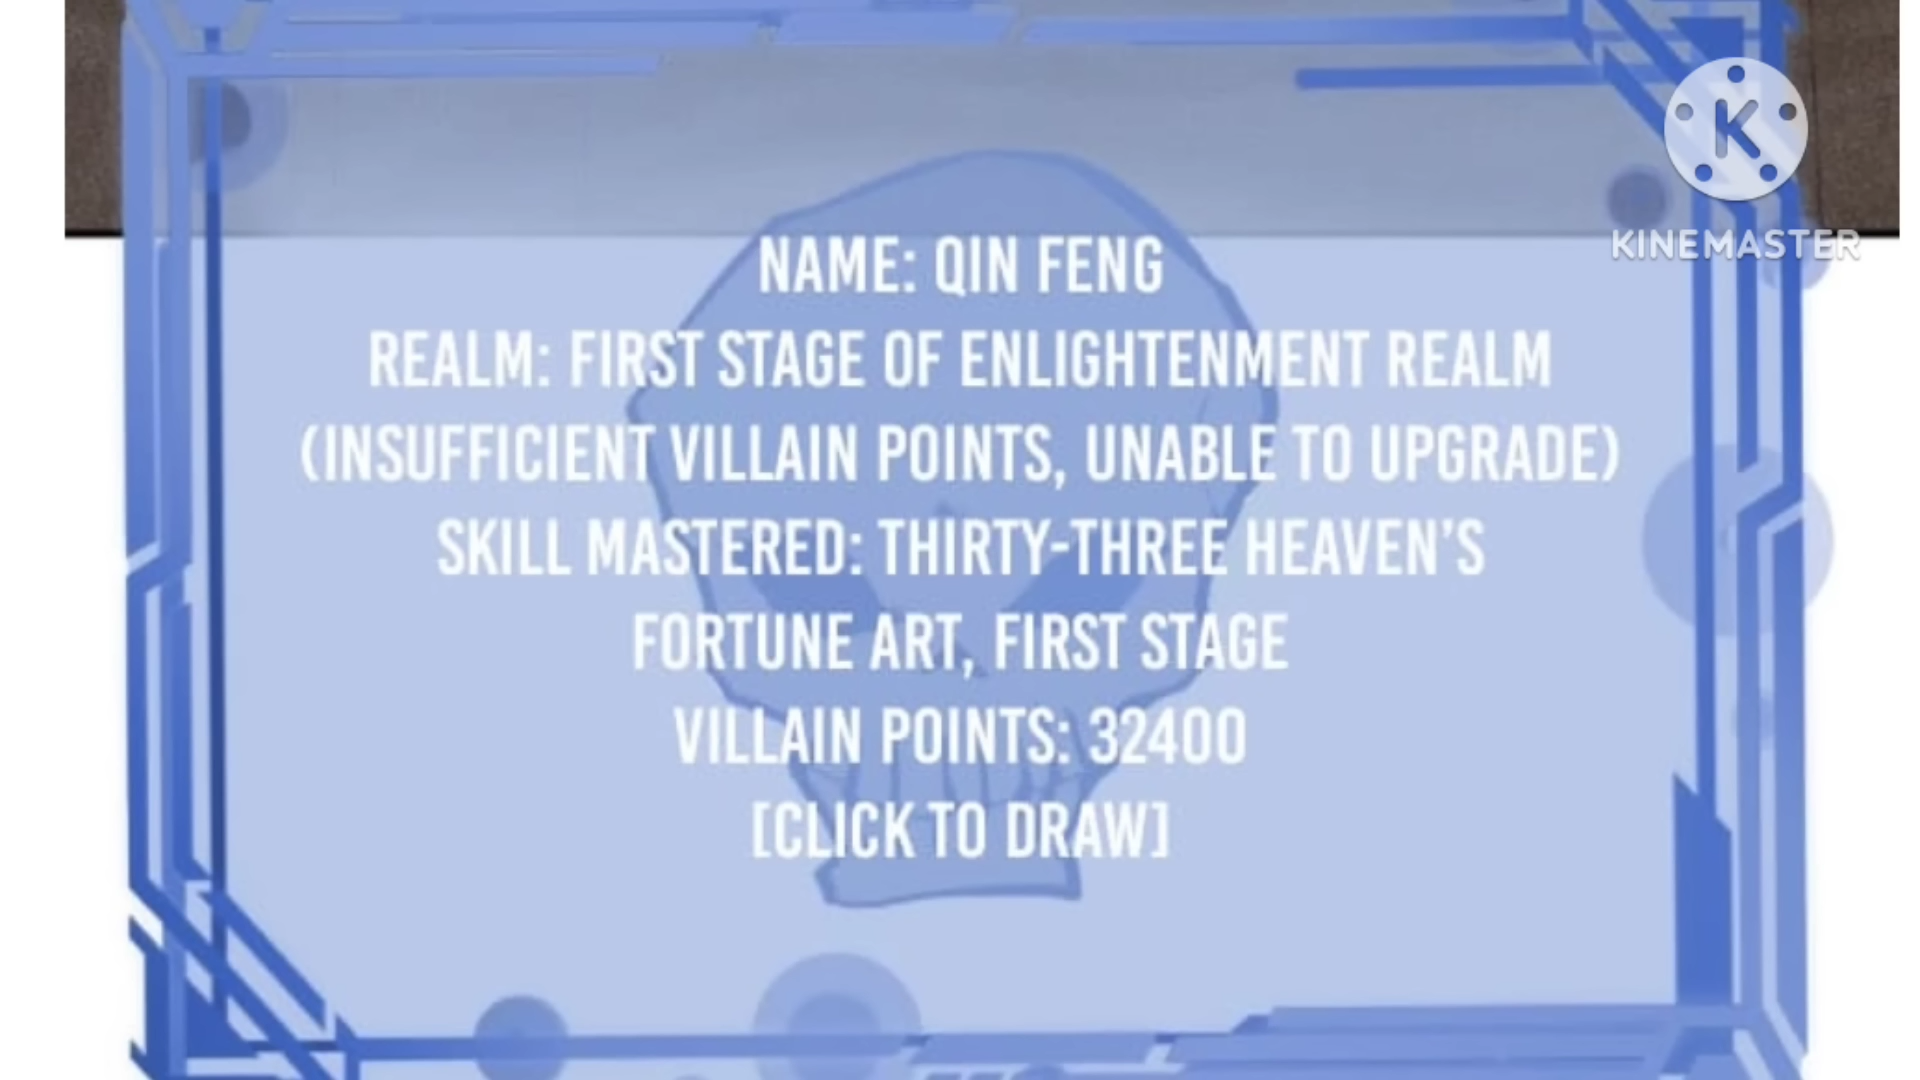 NAME: QIN FENG
REALM: FIRST STAGE OF ENLIGHTENMENT REALM
(INSUFFICIENT VILLAIN POINTS, UNABLE TO UPGRADE)
SKILL MASTERED: THIRTY-THREE HEAVEN'S
FORTUNE ART, FIRST STAGE
VILLAIN POINTS: 32400
[CLICK TO DRAW]
K
KINEMASTER